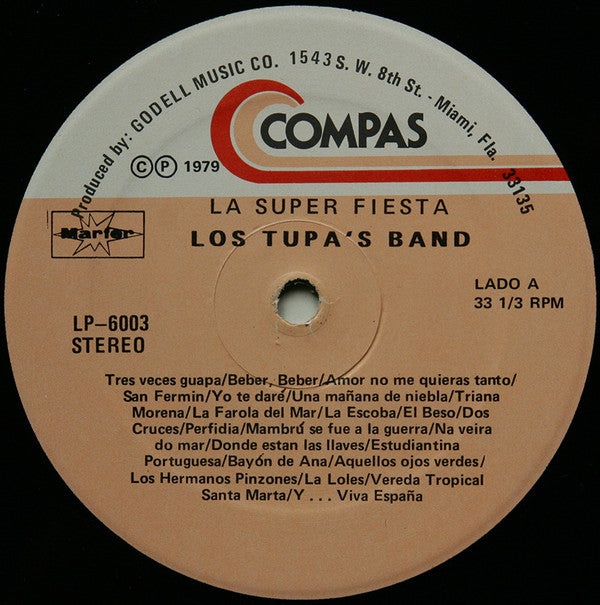 Produced by: GODELL MUSIC CO. 1543 S. W. 8th St. - Miami, Fla. 33135
COMPAS
C P 1979
LA SUPER FIESTA
LOS TUPA'S BAND
Marfer
LADO A
33 1/3 RPM
LP-6003
STEREO
Tres veces guapa/Beber, Beber/Amor no me quieras tanto/
San Fermin/Yo te daré/Una mañana de niebla/Triana
Morena/La Farola del Mar/La Escoba/El Beso/Dos
Cruces/Perfidia/Mambrú se fue a la guerra/Na veira
do mar/Donde estan las llaves/Estudiantina
Portuguesa/Bayón de Ana/Aquellos ojos verdes/
Los Hermanos Pinzones/La Loles/Vereda Tropical
Santa Marta/Y . . . Viva España